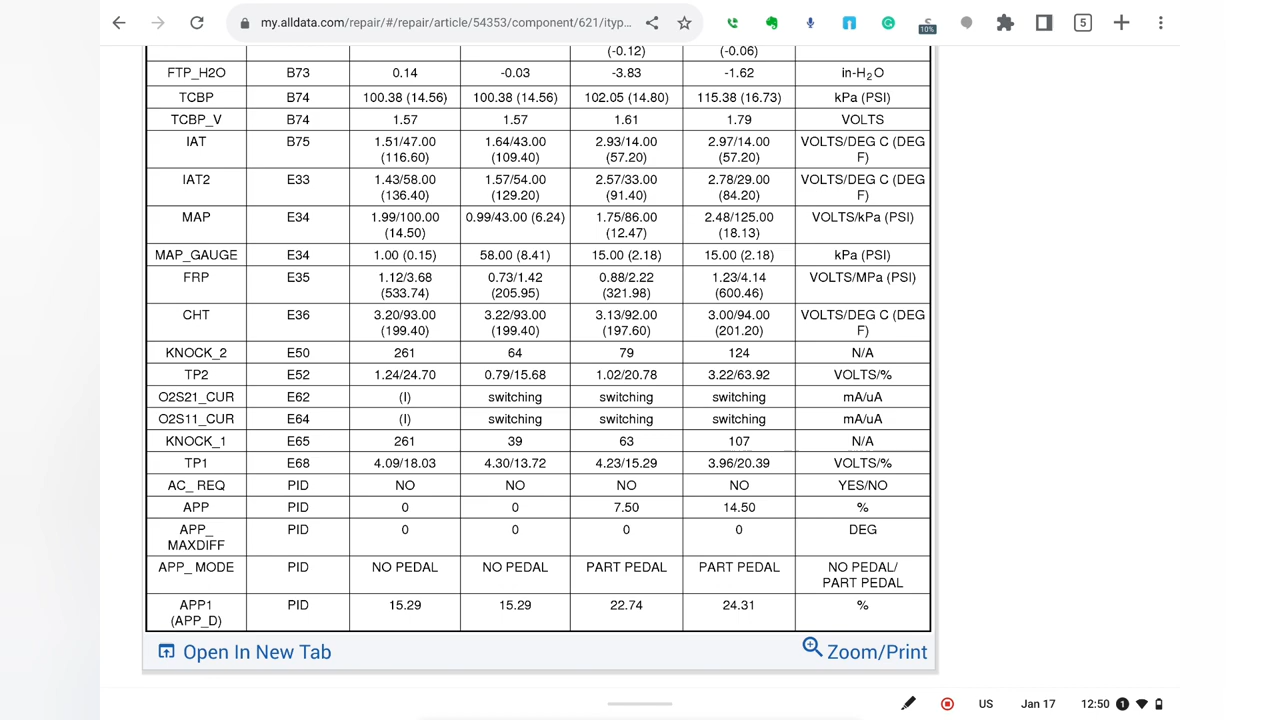 my.alldata.com/repair/#/repair/article/54353/component/621/ityp...
10%
5
(-0.12) (-0.06)
FTP_H2O B73 0.14 -0.03 -3.83 -1.62 in-H2O
TCBP B74 100.38 (14.56) 100.38 (14.56) 102.05 (14.80) 115.38 (16.73) kPa (PSI)
TCBP_V B74 1.57 1.57 1.61 1.79 VOLTS
IAT B75 1.51/47.00 1.64/43.00 2.93/14.00 2.97/14.00 VOLTS/DEG C (DEG
(116.60) (109.40) (57.20) (57.20) F)
IAT2 E33 1.43/58.00 1.57/54.00 2.57/33.00 2.78/29.00 VOLTS/DEG C (DEG
(136.40) (129.20) (91.40) (84.20) F)
MAP E34 1.99/100.00 0.99/43.00 (6.24) 1.75/86.00 2.48/125.00 VOLTS/kPa (PSI)
(14.50) (12.47) (18.13)
MAP_GAUGE E34 1.00 (0.15) 58.00 (8.41) 15.00 (2.18) 15.00 (2.18) kPa (PSI)
FRP E35 1.12/3.68 0.73/1.42 0.88/2.22 1.23/4.14 VOLTS/MPa (PSI)
(533.74) (205.95) (321.98) (600.46)
CHT E36 3.20/93.00 3.22/93.00 3.13/92.00 3.00/94.00 VOLTS/DEG C (DEG
(199.40) (199.40) (197.60) (201.20) F)
KNOCK_2 E50 261 64 79 124 N/A
TP2 E52 1.24/24.70 0.79/15.68 1.02/20.78 3.22/63.92 VOLTS/%
O2S21_CUR E62 (I) switching switching switching mA/uA
O2S11_CUR E64 (I) switching switching switching mA/uA
KNOCK_1 E65 261 39 63 107 N/A
TP1 E68 4.09/18.03 4.30/13.72 4.23/15.29 3.96/20.39 VOLTS/%
AC_ REQ PID NO NO NO NO YES/NO
APP PID 0 0 7.50 14.50 %
APP_ PID 0 0 0 0 DEG
MAXDIFF
APP_ MODE PID NO PEDAL NO PEDAL PART PEDAL PART PEDAL NO PEDAL/
PART PEDAL
APP1 PID 15.29 15.29 22.74 24.31 %
(APP_D)
Open In New Tab Zoom/Print
US Jan 17 12:50 1